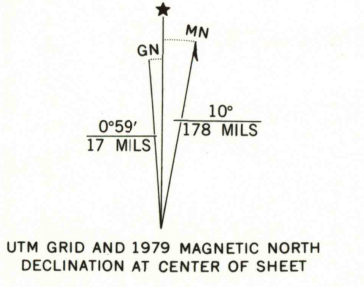 MN
GN
0°59′
17 MILS
10°
178 MILS
UTM GRID AND 1979 MAGNETIC NORTH
DECLINATION AT CENTER OF SHEET